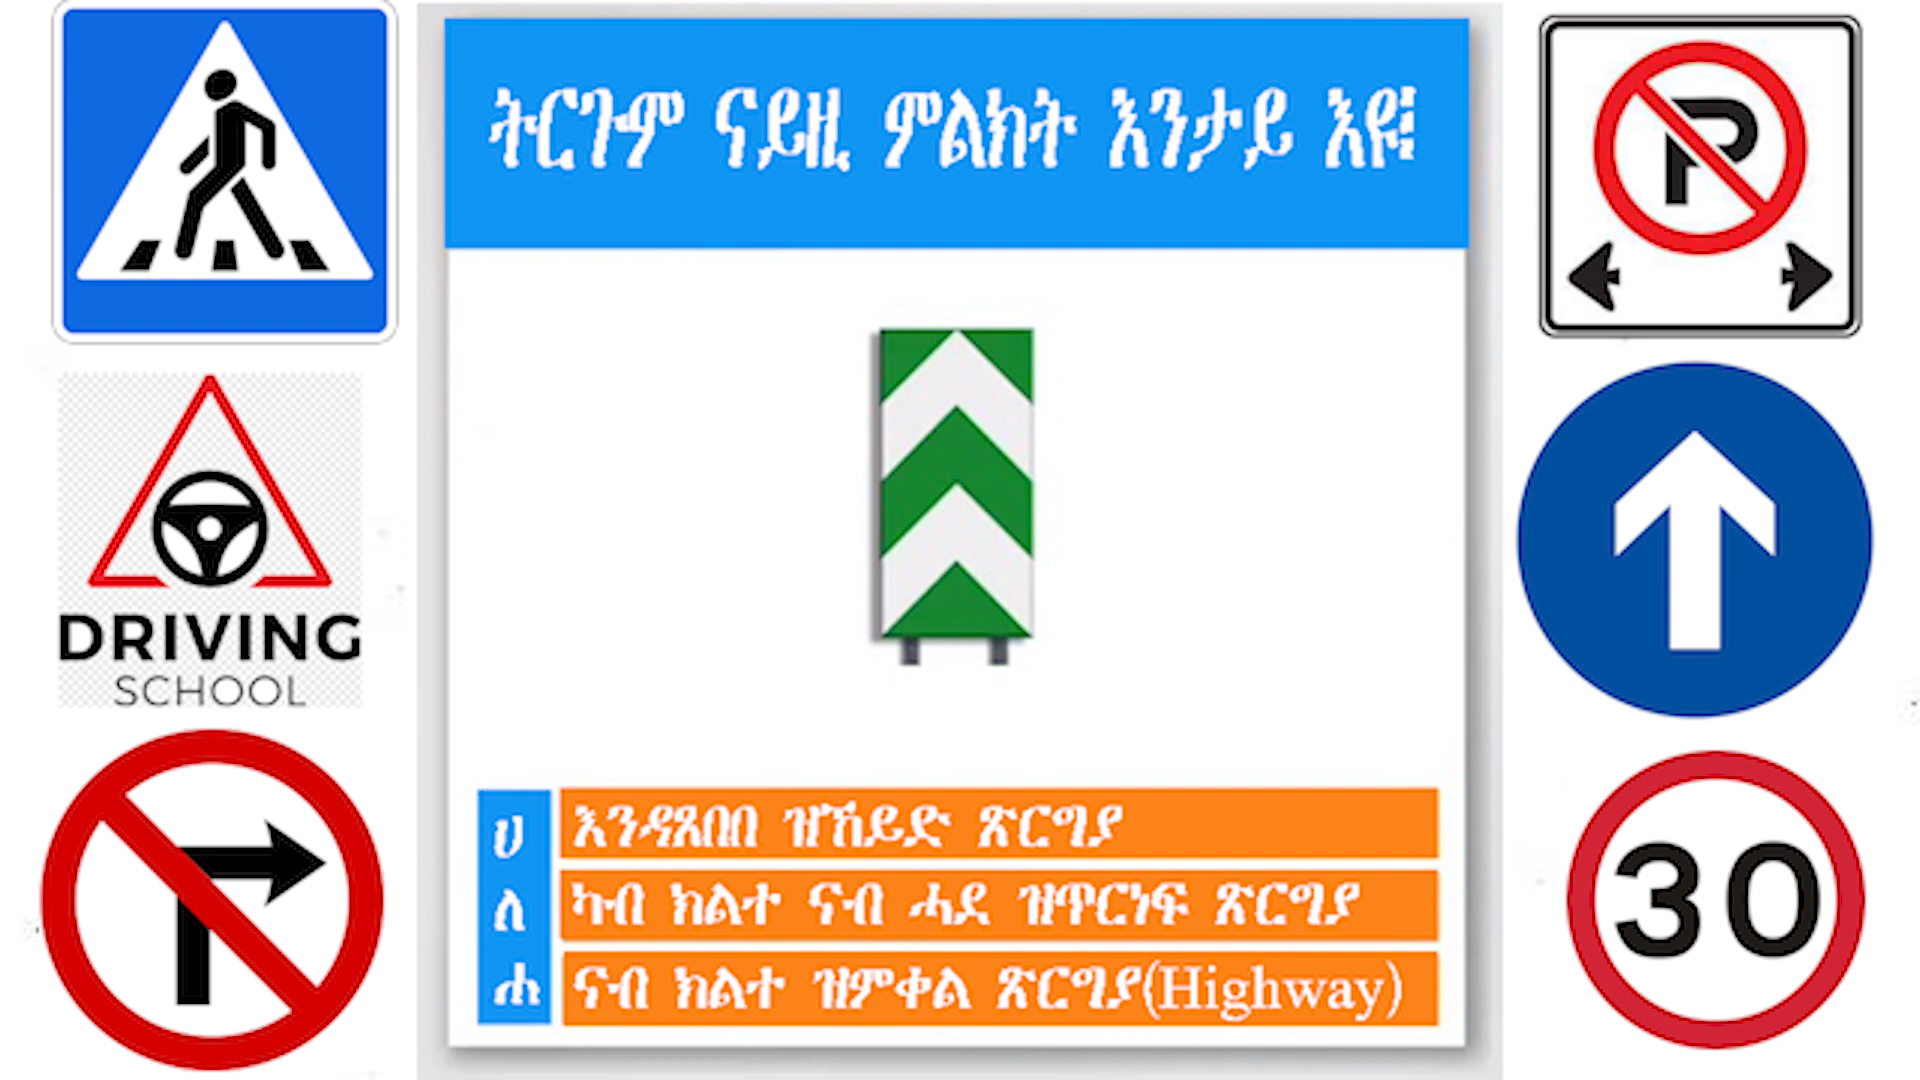 ትርጉም ናይዚ ምልክት እንታይ እዩ፧
DRIVING
SCHOOL
P
30
ሀ እንዳጸበበ ዝኸይድ ጽርግያ
ለ ካብ ክልተ ናብ ሓደ ዝጥርነፍ ጽርግያ
ሐ ናብ ክልተ ዝምቀል ጽርግያ(Highway)